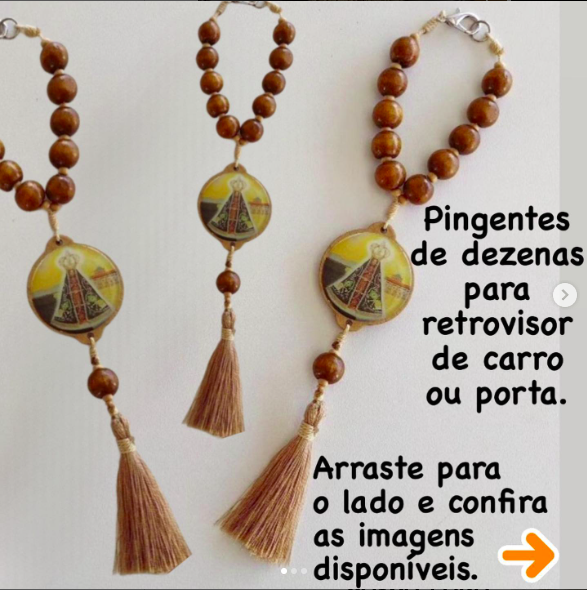 Pingentes
de dezenas
para
retrovisor
de carro
ou porta.
Arraste para
o lado e confira
as imagens
disponíveis.